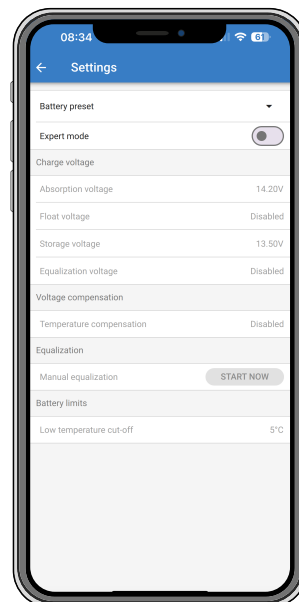 08:34
61
Settings
Battery preset
Expert mode
Charge voltage
Absorption voltage 14.20V
Float voltage Disabled
Storage voltage 13.50V
Equalization voltage Disabled
Voltage compensation
Temperature compensation Disabled
Equalization
Manual equalization START NOW
Battery limits
Low temperature cut-off 5°C